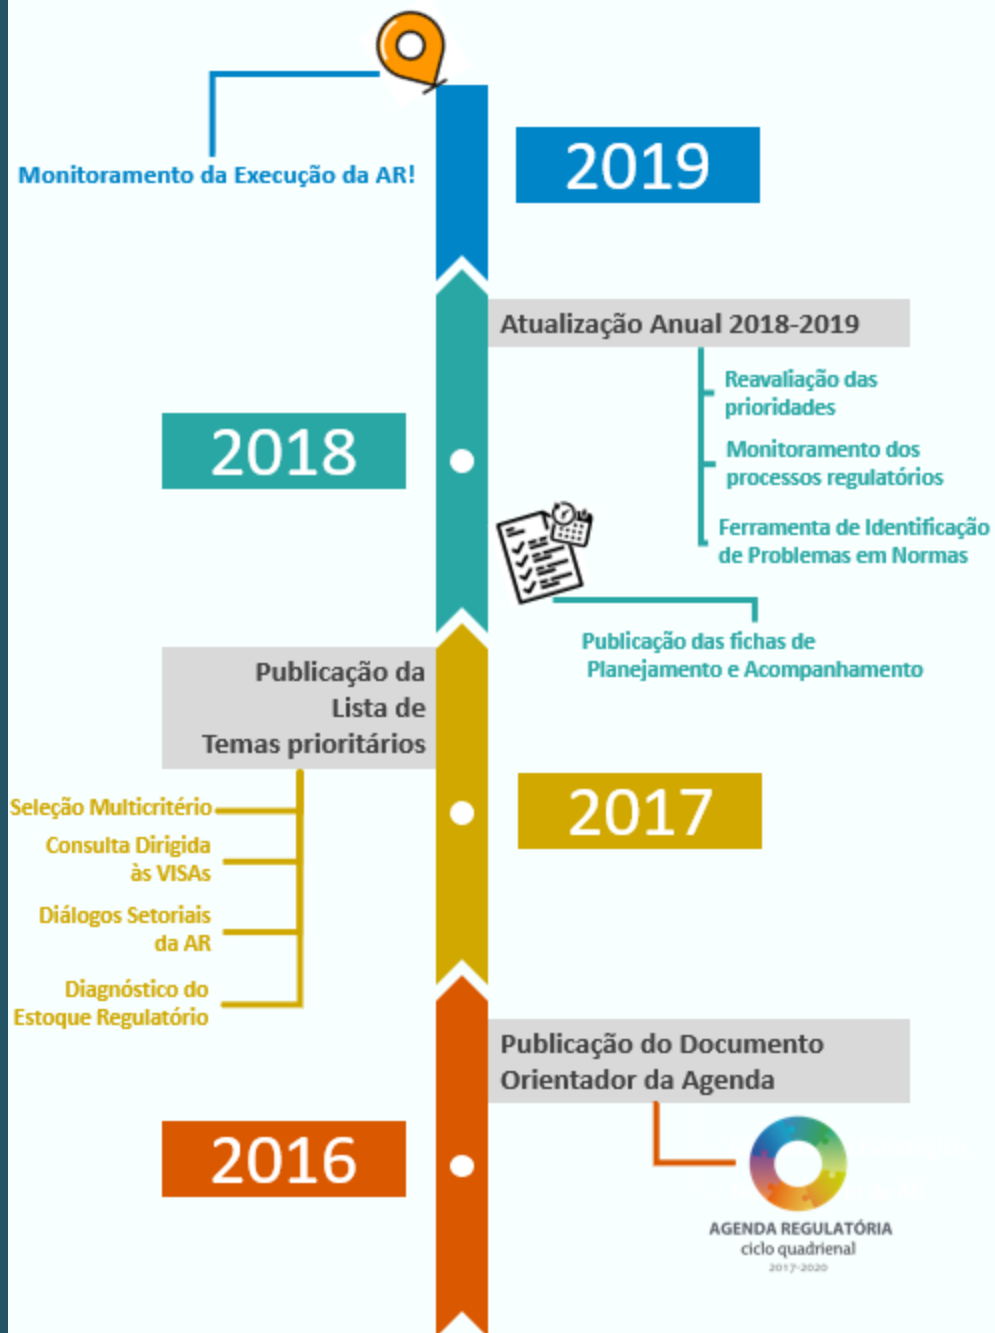 Monitoramento da Execução da AR!
2019
Atualização Anual 2018-2019
Reavaliação das
prioridades
2018
Monitoramento dos
processos regulatórios
Ferramenta de Identificação
de Problemas em Normas
Publicação das fichas de
Planejamento e Acompanhamento
Publicação da
Lista de
Temas prioritários
2017
Seleção Multicritério
Consulta Dirigida
às VISAs
Diálogos Setoriais
da AR
Diagnóstico do
Estoque Regulatório
Publicação do Documento
Orientador da Agenda
2016
AGENDA REGULATÓRIA
ciclo quadrienal
2017-2020